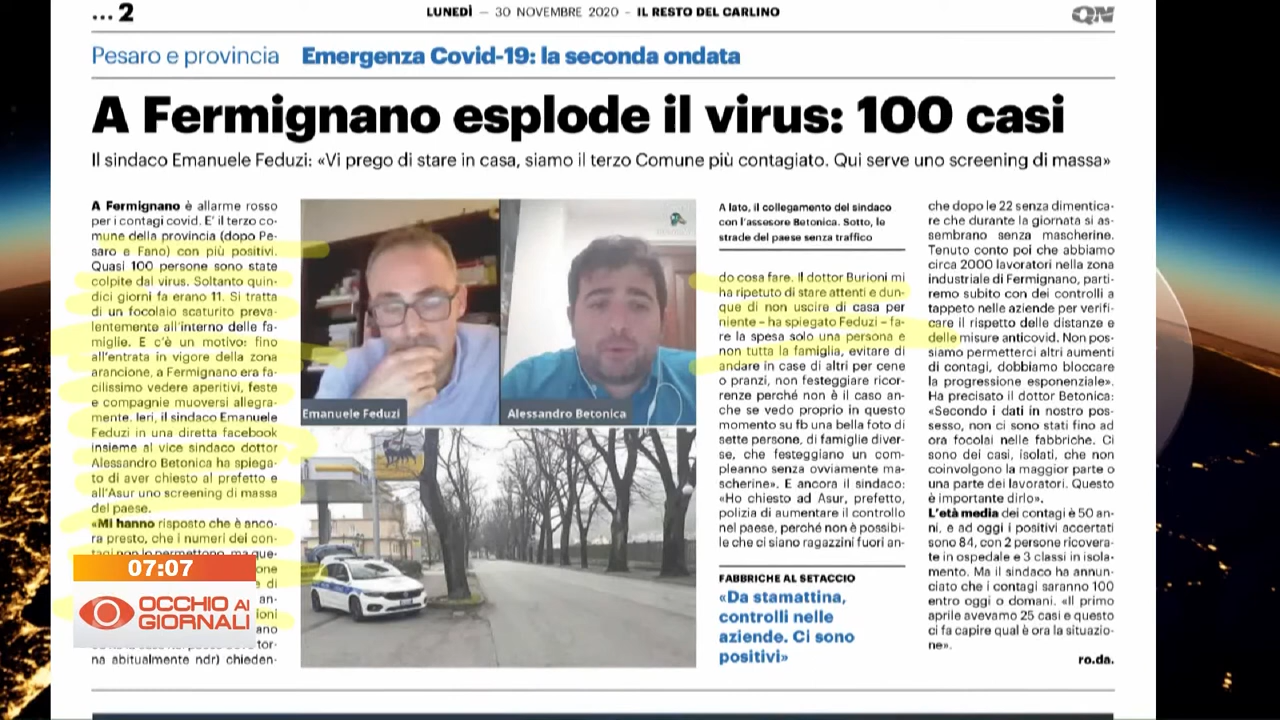 ... 2
LUNEDÌ — 30 NOVEMBRE 2020 - IL RESTO DEL CARLINO
QN
Pesaro e provincia Emergenza Covid-19: la seconda ondata
A Fermignano esplode il virus: 100 casi
Il sindaco Emanuele Feduzi: «Vi prego di stare in casa, siamo il terzo Comune più contagiato. Qui serve uno screening di massa»
A Fermignano è allarme rosso
per i contagi covid. E' il terzo co-
mune della provincia (dopo Pe-
saro e Fano) con più positivi.
Quasi 100 persone sono state
colpite dal virus. Soltanto quin-
dici giorni fa erano 11. Si tratta
di un focolaio scaturito preva-
lentemente all'interno delle fa-
miglie. E c'è un motivo: fino
all'entrata in vigore della zona
arancione, a Fermignano era fa-
cilissimo vedere aperitivi, feste
e compagnie muoversi allegra-
mente. Ieri, il sindaco Emanuele
Feduzi in una diretta facebook
insieme al vice sindaco dottor
Alessandro Betonica ha spiega-
to di aver chiesto al prefetto e
all'Asur uno screening di massa
del paese.
«Mi hanno risposto che è anco-
ra presto, che i numeri dei con-
tagi non lo permettono, ma que-
one
di
an-
ioni
ano
tor-
na abitualmente ndr) chieden-
07:07
OCCHIO AI
GIORNALI
Emanuele Feduzi
Alessandro Betonica
A lato, il collegamento del sindaco
con l'assesore Betonica. Sotto, le
strade del paese senza traffico
do cosa fare. Il dottor Burioni mi
ha ripetuto di stare attenti e dun-
que di non uscire di casa per
niente – ha spiegato Feduzi – fa-
re la spesa solo una persona e
non tutta la famiglia, evitare di
andare in case di altri per cene
o pranzi, non festeggiare ricor-
renze perché non è il caso an-
che se vedo proprio in questo
momento su fb una bella foto di
sette persone, di famiglie diver-
se, che festeggiano un com-
pleanno senza ovviamente ma-
scherine». E ancora il sindaco:
«Ho chiesto ad Asur, prefetto,
polizia di aumentare il controllo
nel paese, perché non è possibi-
le che ci siano ragazzini fuori an-
FABBRICHE AL SETACCIO
«Da stamattina,
controlli nelle
aziende. Ci sono
positivi»
che dopo le 22 senza dimentica-
re che durante la giornata si as-
sembrano senza mascherine.
Tenuto conto poi che abbiamo
circa 2000 lavoratori nella zona
industriale di Fermignano, parti-
remo subito con dei controlli a
tappeto nelle aziende per verifi-
care il rispetto delle distanze e
delle misure anticovid. Non pos-
siamo permetterci altri aumenti
di contagi, dobbiamo bloccare
la progressione esponenziale».
Ha precisato il dottor Betonica:
«Secondo i dati in nostro pos-
sesso, non ci sono stati fino ad
ora focolai nelle fabbriche. Ci
sono dei casi, isolati, che non
coinvolgono la maggior parte o
una parte dei lavoratori. Questo
è importante dirlo».
L'età media dei contagi è 50 an-
ni, e ad oggi i positivi accertati
sono 84, con 2 persone ricovera-
te in ospedale e 3 classi in isola-
mento. Ma il sindaco ha annun-
ciato che i contagi saranno 100
entro oggi o domani. «Il primo
aprile avevamo 25 casi e questo
ci fa capire qual è ora la situazio-
ne».
ro.da.